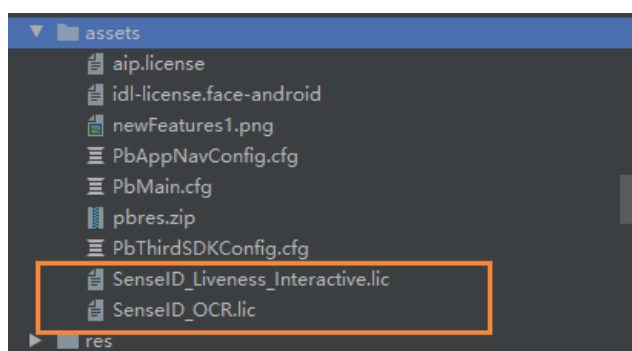 assets
aip.license
idl-license.face-android
newFeatures1.png
PbAppNavConfig.cfg
PbMain.cfg
pbres.zip
PbThirdSDKConfig.cfg
SenseID_Liveness_Interactive.lic
SenseID_OCR.lic
res